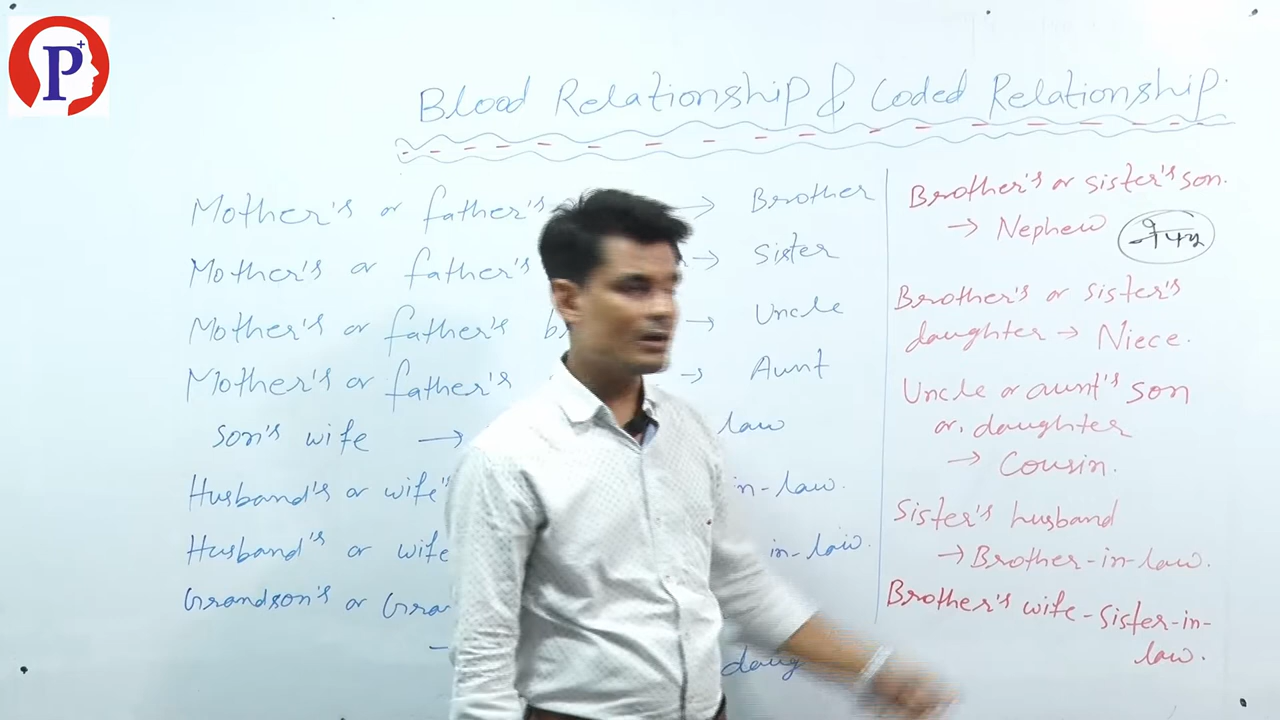 P+
Blood Relationship & Coded Relationship.
Mother's or father's → Brother
Mother's or father's → Sister
Mother's or father's b → Uncle
Mother's or father's → Aunt
Son's wife → law
Husband's or wife's in-law.
Husband's or wife in-law.
Grandson's or Gra
daug
Brother's or sister's son.
→ Nephew
Brother's or sister's
daughter → Niece.
Uncle or aunt's son
or. daughter
→ Cousin.
Sister's husband
→ Brother-in-law.
Brother's wife - Sister-in-
law.